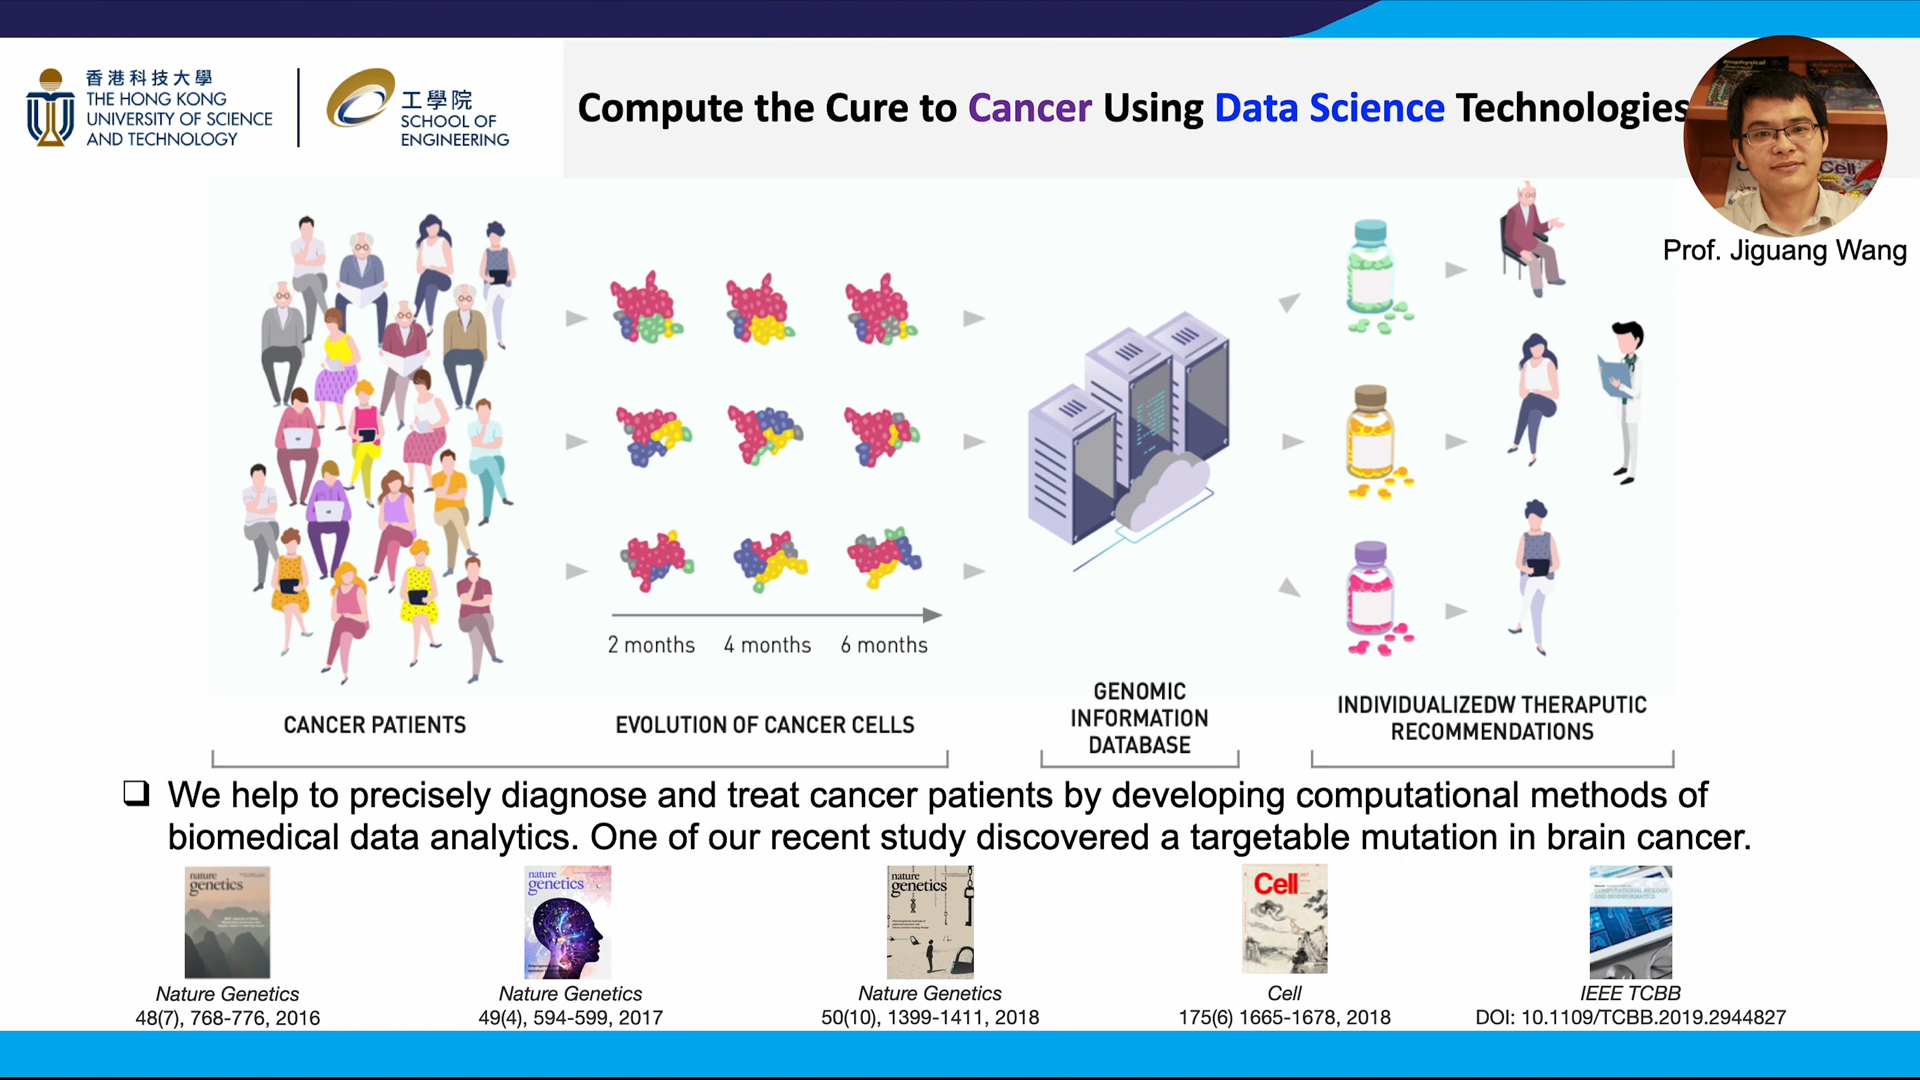 香港科技大學
THE HONG KONG
UNIVERSITY OF SCIENCE
AND TECHNOLOGY
工學院
SCHOOL OF
ENGINEERING
Compute the Cure to Cancer Using Data Science Technologies
Prof. Jiguang Wang
2 months 4 months 6 months
CANCER PATIENTS
EVOLUTION OF CANCER CELLS
GENOMIC
INFORMATION
DATABASE
INDIVIDUALIZEDW THERAPUTIC
RECOMMENDATIONS
❑ We help to precisely diagnose and treat cancer patients by developing computational methods of
biomedical data analytics. One of our recent study discovered a targetable mutation in brain cancer.
nature
genetics
nature
genetics
nature
genetics
Cell
COMPUTATIONAL BIOLOGY
AND BIOINFORMATICS
Nature Genetics
48(7), 768-776, 2016
Nature Genetics
49(4), 594-599, 2017
Nature Genetics
50(10), 1399-1411, 2018
Cell
175(6) 1665-1678, 2018
IEEE TCBB
DOI: 10.1109/TCBB.2019.2944827